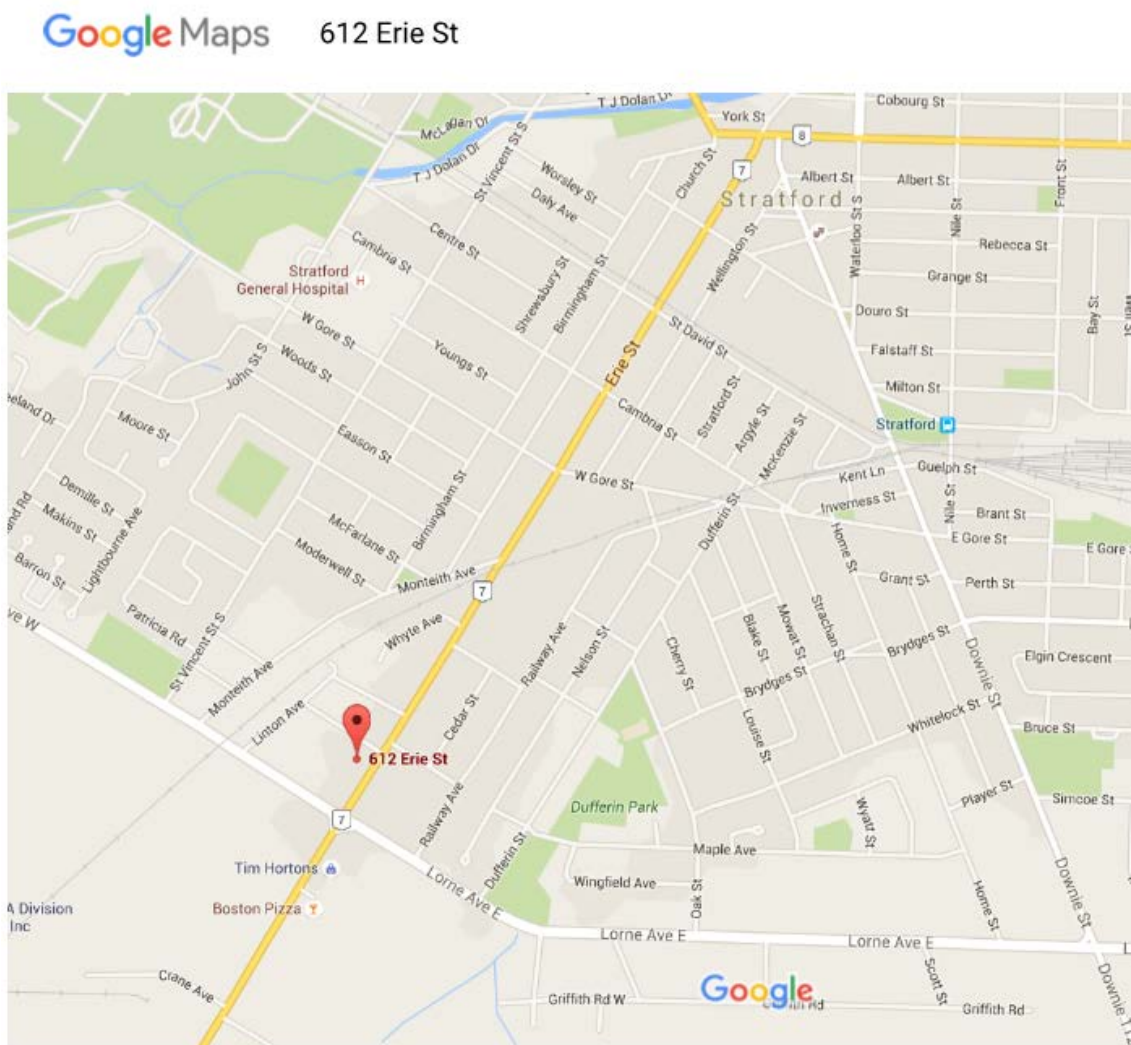 Google Maps
612 Erie St
T J Dolan Dr
Cobourg St
McLagan Dr
York St
8
St Vincent St S
T J Dolan Dr
Church St
7
Worsley St
Albert St
Albert St
Front St
Daly Ave
Stratford
Nile St
Centre St
Waterloo St S
Cambria St
Rebecca St
Wellington St
Stratford
General Hospital
H
Shrewsbury St
Birmingham St
Grange St
W Gore St
Douro St
Bay St
St David St
Youngs St
Woods St
John St S
Erie St
Falstaff St
Milton St
Moore St
Cambria St
Stratford St
Argyle St
McKenzie St
Stratford
Easson St
W Gore St
Kent Ln
Guelph St
Demille St
Birmingham St
Inverness St
Makins St
Lightbourne Ave
McFarlane St
Dufferin St
Nile St
Brant St
Moderwell St
Home St
E Gore St
E Gore
Barron St
Monteith Ave
Grant St
Perth St
7
Patricia Rd
Whyte Ave
Strachan St
Mowat St
Blake St
St Vincent St S
Railway Ave
Nelson St
Cherry St
Brydges St
Downie St
Elgin Crescent
Monteith Ave
Brydges St
Linton Ave
Cedar St
Whitelock St
Louise St
Bruce St
612 Erie St
Player St
Simcoe St
Dufferin Park
Railway Ave
Wyatt St
7
Maple Ave
Dufferin St
Tim Hortons
Lorne Ave E
Wingfield Ave
Oak St
Home St
Downie St
Boston Pizza
A Division
Inc
Lorne Ave E
Lorne Ave E
Crane Ave
Scott St
Google
Griffith Rd W
Griffith Rd